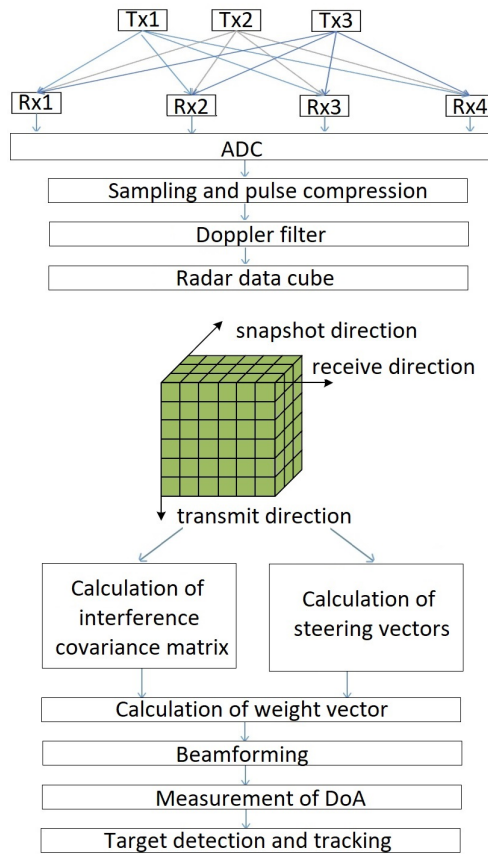 Tx1 Tx2 Tx3
Rx1 Rx2 Rx3 Rx4
ADC
Sampling and pulse compression
Doppler filter
Radar data cube
snapshot direction
receive direction
transmit direction
Calculation of
interference
covariance matrix
Calculation of
steering vectors
Calculation of weight vector
Beamforming
Measurement of DoA
Target detection and tracking